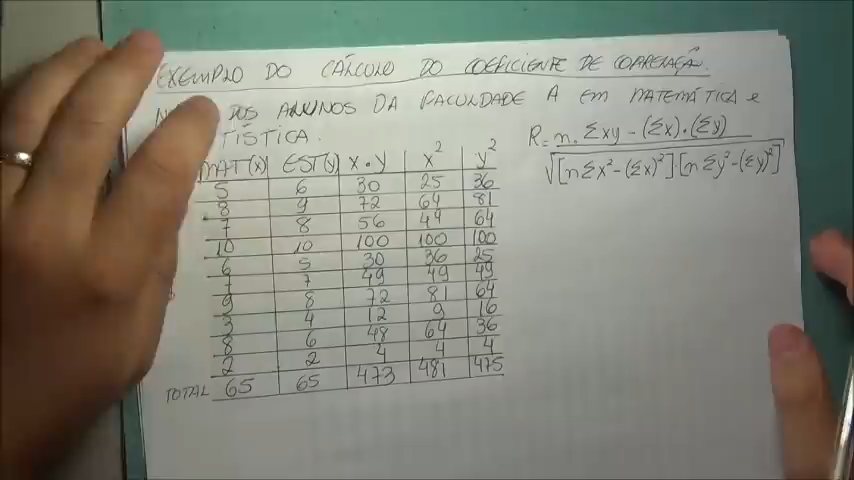 EXEMPLO DO CÁLCULO DO COEFICIENTE DE CORRELAÇÃO.
DOS ALUNOS DA FACULDADE A EM MATEMÁTICA e
TÍSTICA.
R = n. Σxy - (Σx).(Σy)
√[nΣx²-(Σx)²][nΣy²-(Σy)²]
MAT(x) EST(y) x.y x² y²
5 6 30 25 36
8 9 72 64 81
7 8 56 49 64
10 10 100 100 100
6 5 30 36 25
7 7 49 49 49
9 8 72 81 64
3 4 12 9 16
8 6 48 64 36
2 2 4 4 4
TOTAL 65 65 473 481 475